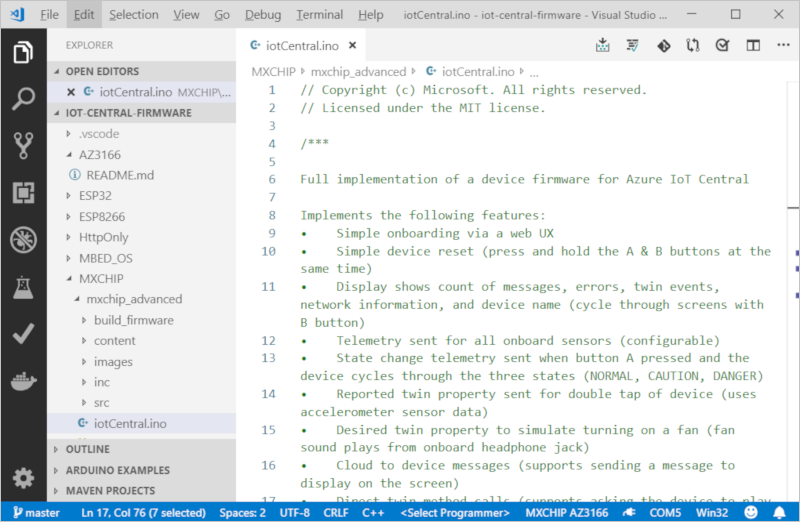 File Edit Selection View Go Debug Terminal Help iotCentral.ino - iot-central-firmware - Visual Studio ...
EXPLORER
OPEN EDITORS
iotCentral.ino MXCHIP\...
IOT-CENTRAL-FIRMWARE
.vscode
AZ3166
README.md
ESP32
ESP8266
HttpOnly
MBED_OS
MXCHIP
mxchip_advanced
build_firmware
content
images
inc
src
iotCentral.ino
OUTLINE
ARDUINO EXAMPLES
MAVEN PROJECTS
iotCentral.ino
MXCHIP mxchip_advanced iotCentral.ino ...
1 // Copyright (c) Microsoft. All rights reserved.
2 // Licensed under the MIT license.
3
4 /***
5
6 Full implementation of a device firmware for Azure IoT Central
7
8 Implements the following features:
9 • Simple onboarding via a web UX
10 • Simple device reset (press and hold the A & B buttons at the
same time)
11 • Display shows count of messages, errors, twin events,
network information, and device name (cycle through screens with
B button)
12 • Telemetry sent for all onboard sensors (configurable)
13 • State change telemetry sent when button A pressed and the
device cycles through the three states (NORMAL, CAUTION, DANGER)
14 • Reported twin property sent for double tap of device (uses
accelerometer sensor data)
15 • Desired twin property to simulate turning on a fan (fan
sound plays from onboard headphone jack)
16 • Cloud to device messages (supports sending a message to
display on the screen)
17 • Direct twin method calls (supports asking the device to play
master Ln 17, Col 76 (7 selected) Spaces: 2 UTF-8 CRLF C++ <Select Programmer> MXCHIP AZ3166 COM5 Win32